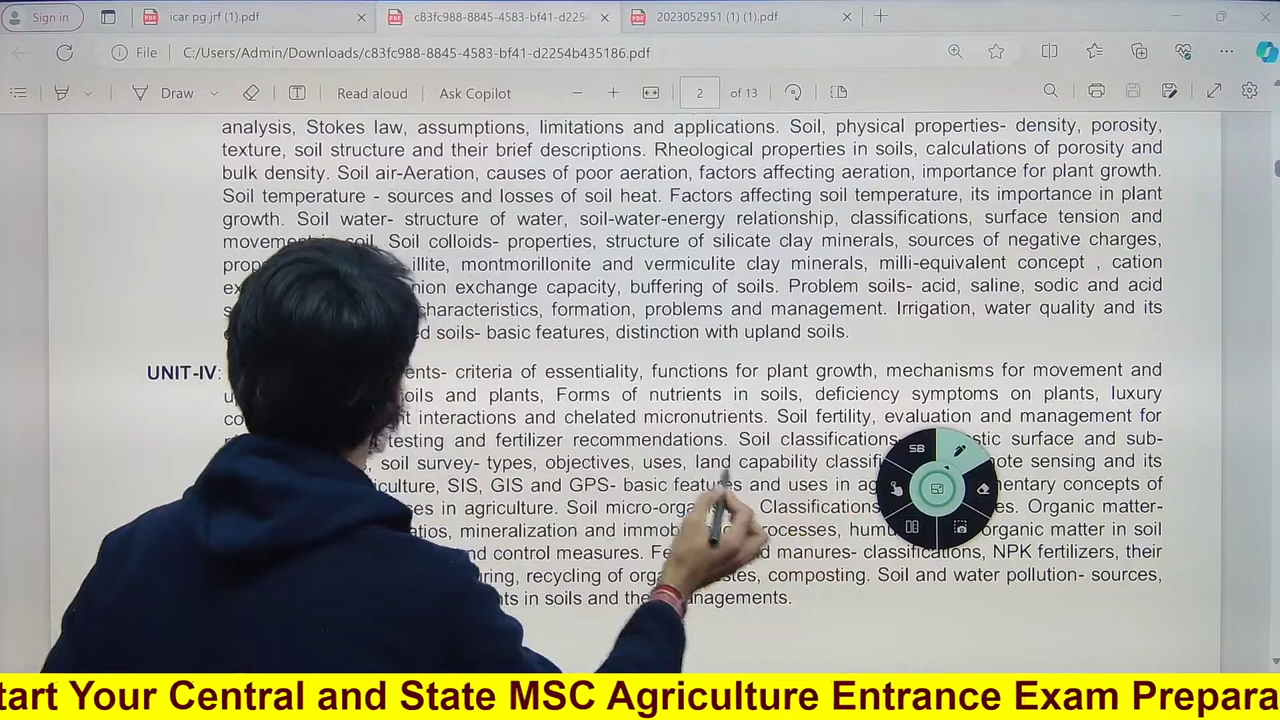 Sign in
icar pg.jrf (1).pdf
c83fc988-8845-4583-bf41-d2254
2023052951 (1) (1).pdf
File C:/Users/Admin/Downloads/c83fc988-8845-4583-bf41-d2254b435186.pdf
Draw
Read aloud
Ask Copilot
2 of 13
analysis, Stokes law, assumptions, limitations and applications. Soil, physical properties- density, porosity,
texture, soil structure and their brief descriptions. Rheological properties in soils, calculations of porosity and
bulk density. Soil air-Aeration, causes of poor aeration, factors affecting aeration, importance for plant growth.
Soil temperature - sources and losses of soil heat. Factors affecting soil temperature, its importance in plant
growth. Soil water- structure of water, soil-water-energy relationship, classifications, surface tension and
movement in soil. Soil colloids- properties, structure of silicate clay minerals, sources of negative charges,
illite, montmorillonite and vermiculite clay minerals, milli-equivalent concept , cation
exchange capacity, buffering of soils. Problem soils- acid, saline, sodic and acid
characteristics, formation, problems and management. Irrigation, water quality and its
soils- basic features, distinction with upland soils.
UNIT-IV: criteria of essentiality, functions for plant growth, mechanisms for movement and
soils and plants, Forms of nutrients in soils, deficiency symptoms on plants, luxury
interactions and chelated micronutrients. Soil fertility, evaluation and management for
testing and fertilizer recommendations. Soil classifications- surface and sub-
soil survey- types, objectives, uses, land capability sensing and its
SIS, GIS and GPS- basic features and uses in concepts of
in agriculture. Soil Classifications Organic matter-
mineralization and processes, organic matter in soil
and control measures. manures- classifications, NPK fertilizers, their
recycling of composting. Soil and water pollution- sources,
in soils and
SB
tart Your Central and State MSC Agriculture Entrance Exam Prepara